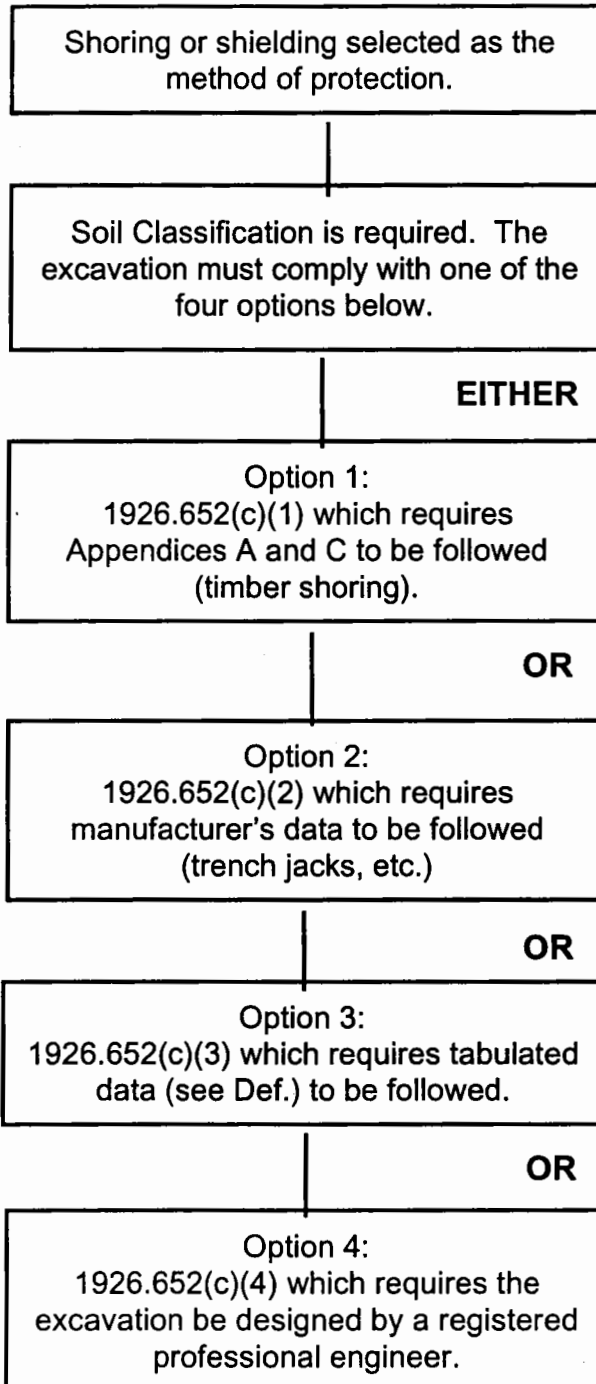 Shoring or shielding selected as the
method of protection.
Soil Classification is required. The
excavation must comply with one of the
four options below.
EITHER
Option 1:
1926.652(c)(1) which requires
Appendices A and C to be followed
(timber shoring).
OR
Option 2:
1926.652(c)(2) which requires
manufacturer's data to be followed
(trench jacks, etc.)
OR
Option 3:
1926.652(c)(3) which requires tabulated
data (see Def.) to be followed.
OR
Option 4:
1926.652(c)(4) which requires the
excavation be designed by a registered
professional engineer.